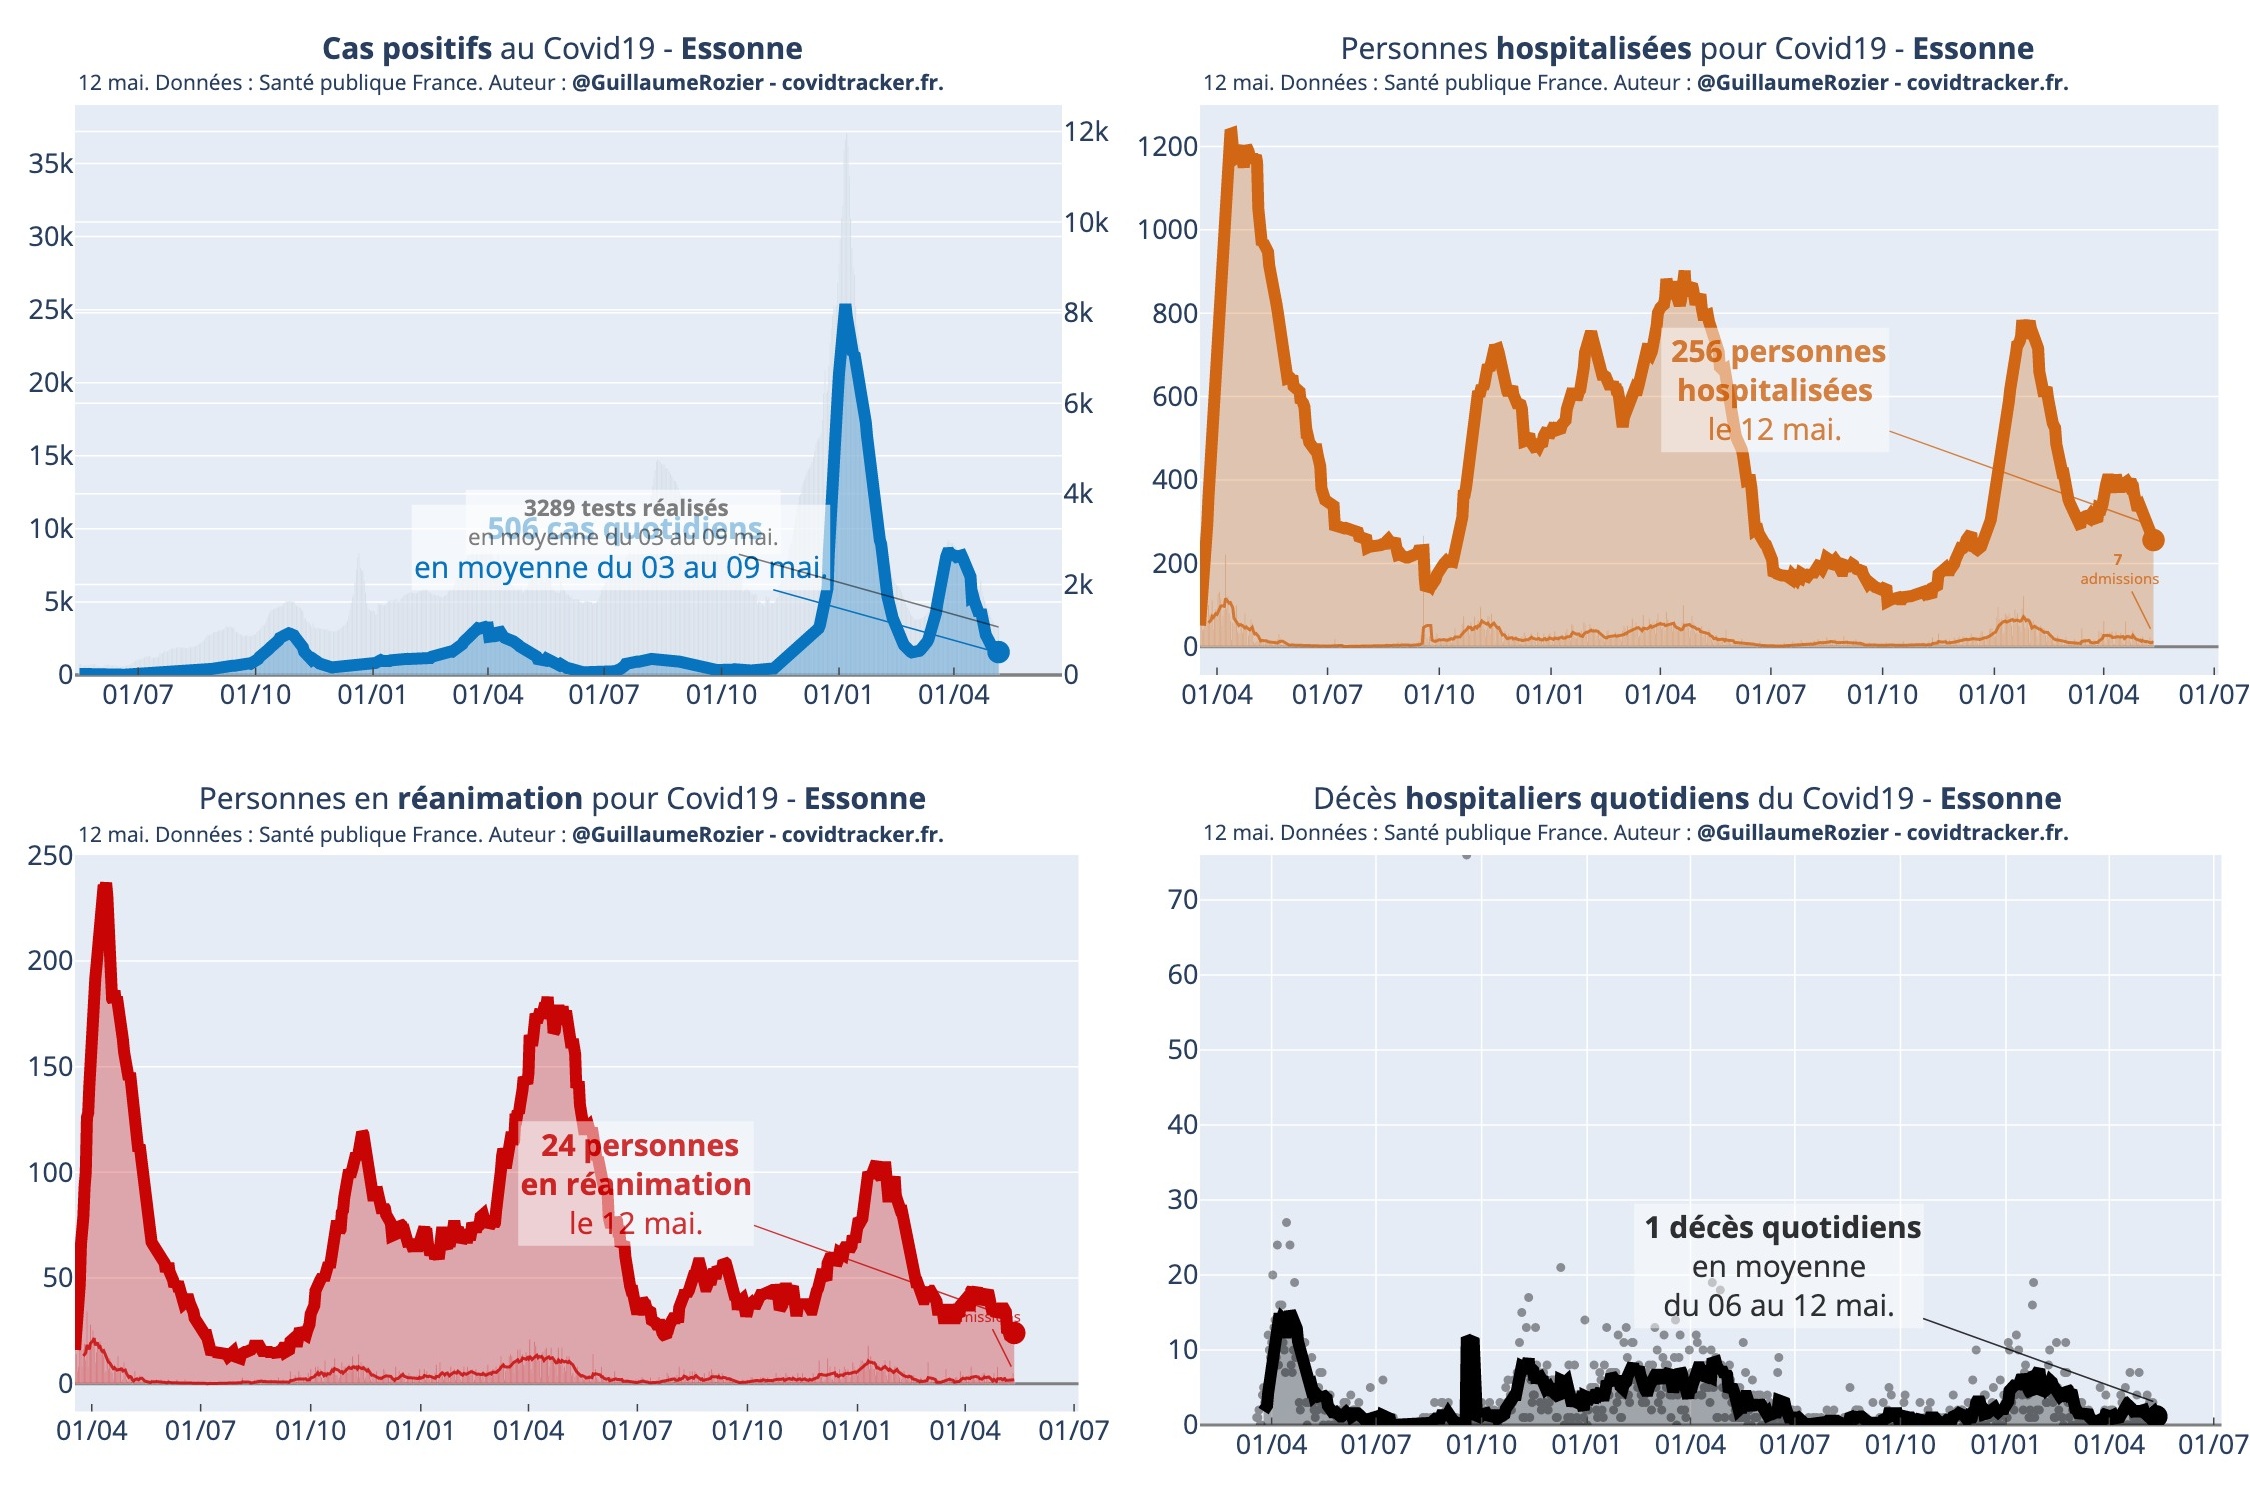 Cas positifs au Covid19 - Essonne
12 mai. Données : Santé publique France. Auteur : @GuillaumeRozier - covidtracker.fr.
35k
30k
25k
20k
15k
10k
5k
0
12k
10k
8k
6k
4k
2k
0
3289 tests réalisés
en moyenne du 03 au 09 mai.
506 cas quotidiens
en moyenne du 03 au 09 mai.
01/07 01/10 01/01 01/04 01/07 01/10 01/01 01/04
Personnes hospitalisées pour Covid19 - Essonne
12 mai. Données : Santé publique France. Auteur : @GuillaumeRozier - covidtracker.fr.
1200
1000
800
600
400
200
0
256 personnes
hospitalisées
le 12 mai.
7
admissions
01/04 01/07 01/10 01/01 01/04 01/07 01/10 01/01 01/04 01/07
Personnes en réanimation pour Covid19 - Essonne
12 mai. Données : Santé publique France. Auteur : @GuillaumeRozier - covidtracker.fr.
250
200
150
100
50
0
24 personnes
en réanimation
le 12 mai.
01/04 01/07 01/10 01/01 01/04 01/07 01/10 01/01 01/04 01/07
Décès hospitaliers quotidiens du Covid19 - Essonne
12 mai. Données : Santé publique France. Auteur : @GuillaumeRozier - covidtracker.fr.
70
60
50
40
30
20
10
0
1 décès quotidiens
en moyenne
du 06 au 12 mai.
01/04 01/07 01/10 01/01 01/04 01/07 01/10 01/01 01/04 01/07